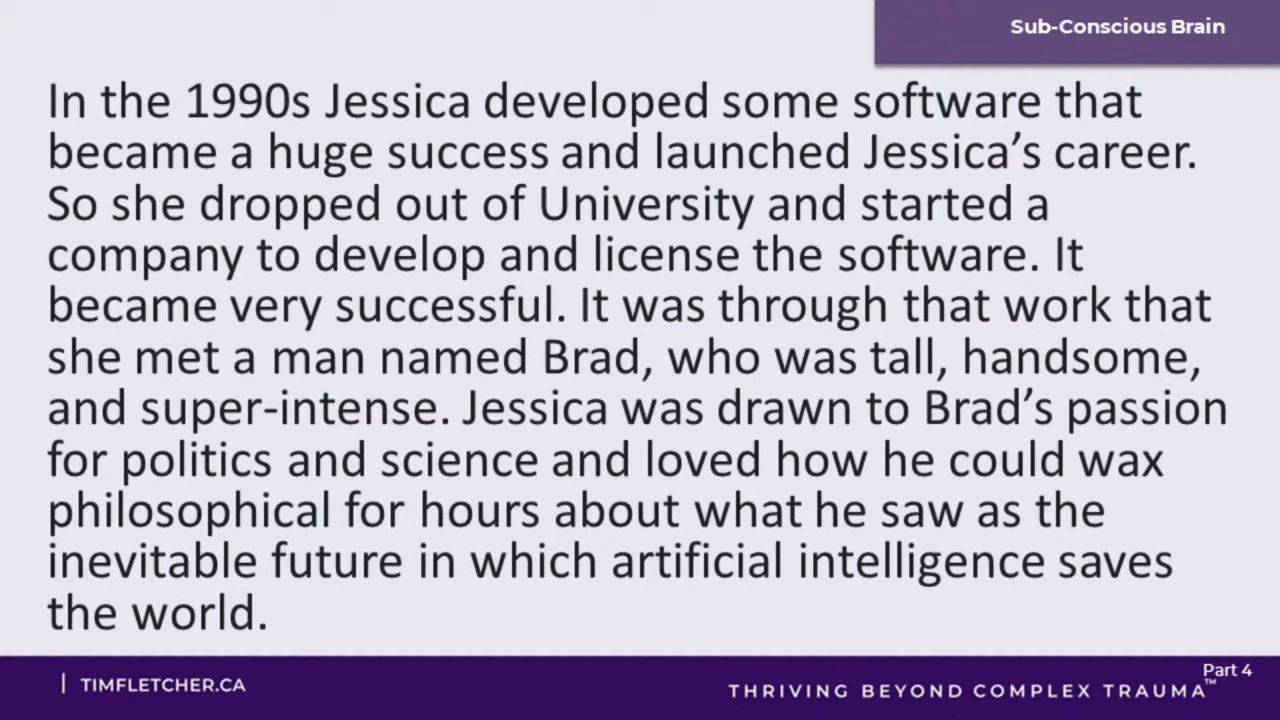 Sub-Conscious Brain
In the 1990s Jessica developed some software that
became a huge success and launched Jessica’s career.
So she dropped out of University and started a
company to develop and license the software. It
became very successful. It was through that work that
she met a man named Brad, who was tall, handsome,
and super-intense. Jessica was drawn to Brad’s passion
for politics and science and loved how he could wax
philosophical for hours about what he saw as the
inevitable future in which artificial intelligence saves
the world.
Part 4
| TIMFLETCHER.CA
THRIVING BEYOND COMPLEX TRAUMA™